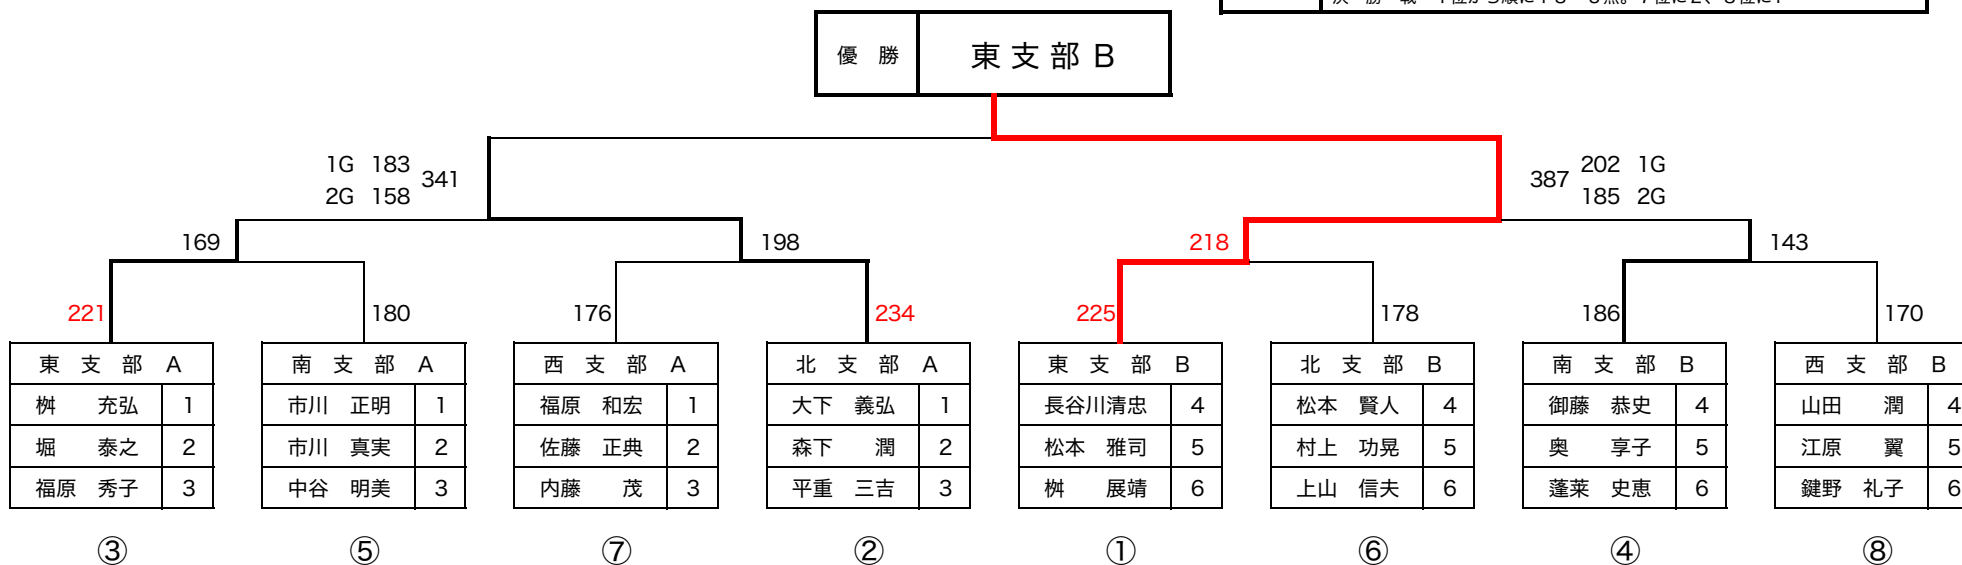 優 勝 東支部 B
1G 183 341
2G 158
387 202 1G
185 2G
169 198 218 143
221 180 176 234 225 178 186 170
東 支 部 A
桝 充弘 1
堀 泰之 2
福原 秀子 3
③
南 支 部 A
市川 正明 1
市川 真実 2
中谷 明美 3
⑤
西 支 部 A
福原 和宏 1
佐藤 正典 2
内藤 茂 3
⑦
北 支 部 A
大下 義弘 1
森下 潤 2
平重 三吉 3
②
東 支 部 B
長谷川清忠 4
松本 雅司 5
桝 展靖 6
①
北 支 部 B
松本 賢人 4
村上 功晃 5
上山 信夫 6
⑥
南 支 部 B
御藤 恭史 4
奥 享子 5
蓬莱 史恵 6
④
西 支 部 B
山田 潤 4
江原 翼 5
鍵野 礼子 6
⑧